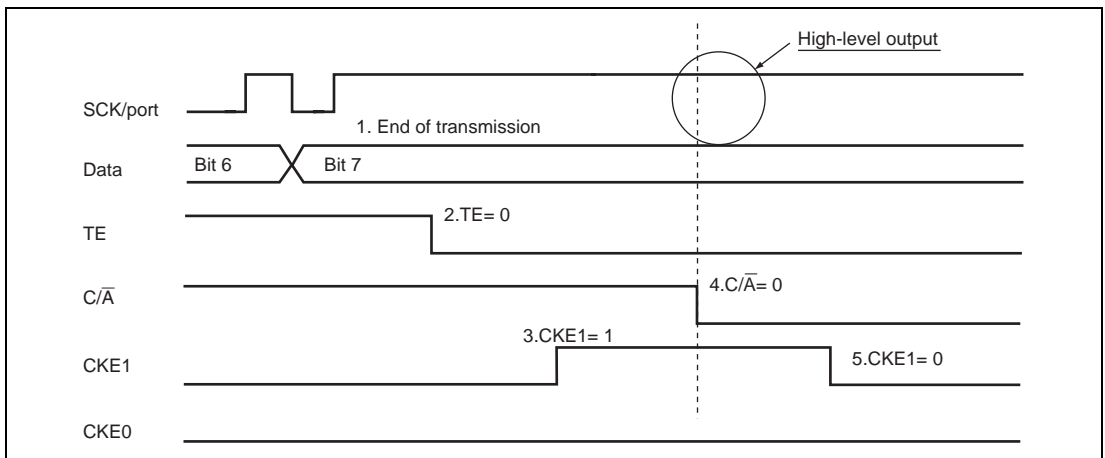 High-level output
SCK/port
1. End of transmission
Data
Bit 6
Bit 7
TE
2.TE= 0
C/A̅
4.C/A̅= 0
3.CKE1= 1
CKE1
5.CKE1= 0
CKE0